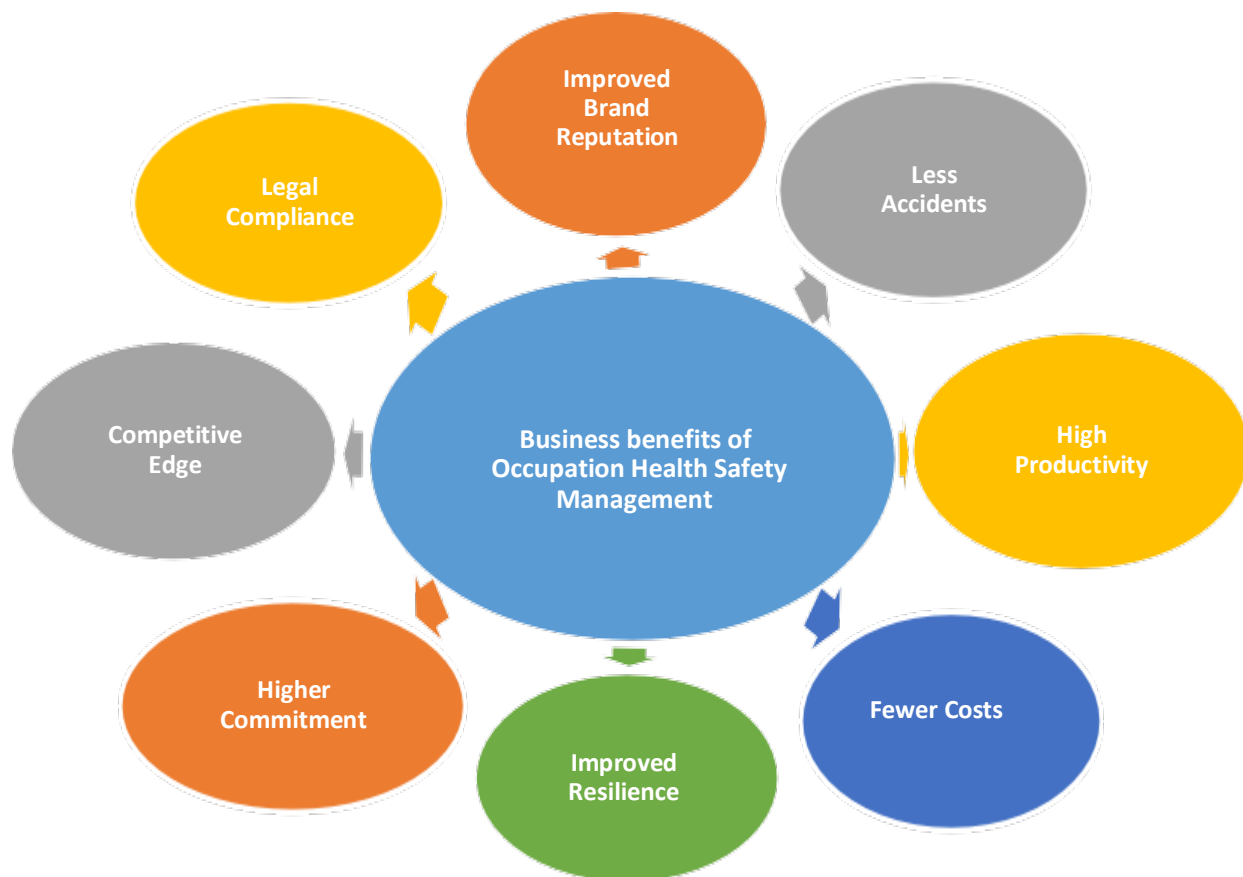 Improved
Brand
Reputation
Less
Accidents
Legal
Compliance
High
Productivity
Competitive
Edge
Business benefits of
Occupation Health Safety
Management
Higher
Commitment
Fewer Costs
Improved
Resilience